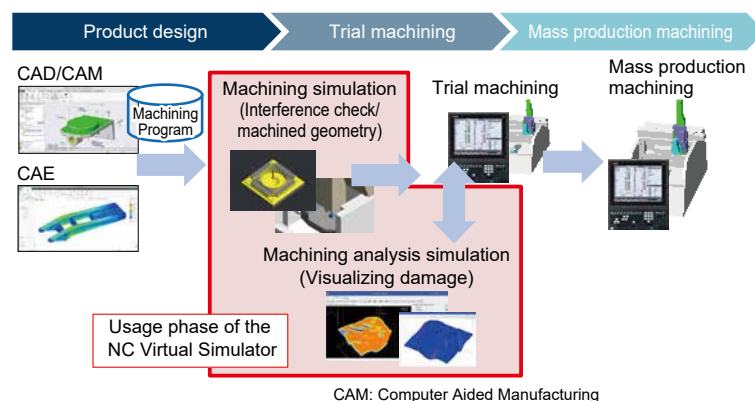 Product design
Trial machining
Mass production machining
CAD/CAM
Machining
Program
CAE
Machining simulation
(Interference check/
machined geometry)
Trial machining
Mass production
machining
Machining analysis simulation
(Visualizing damage)
Usage phase of the
NC Virtual Simulator
CAM: Computer Aided Manufacturing